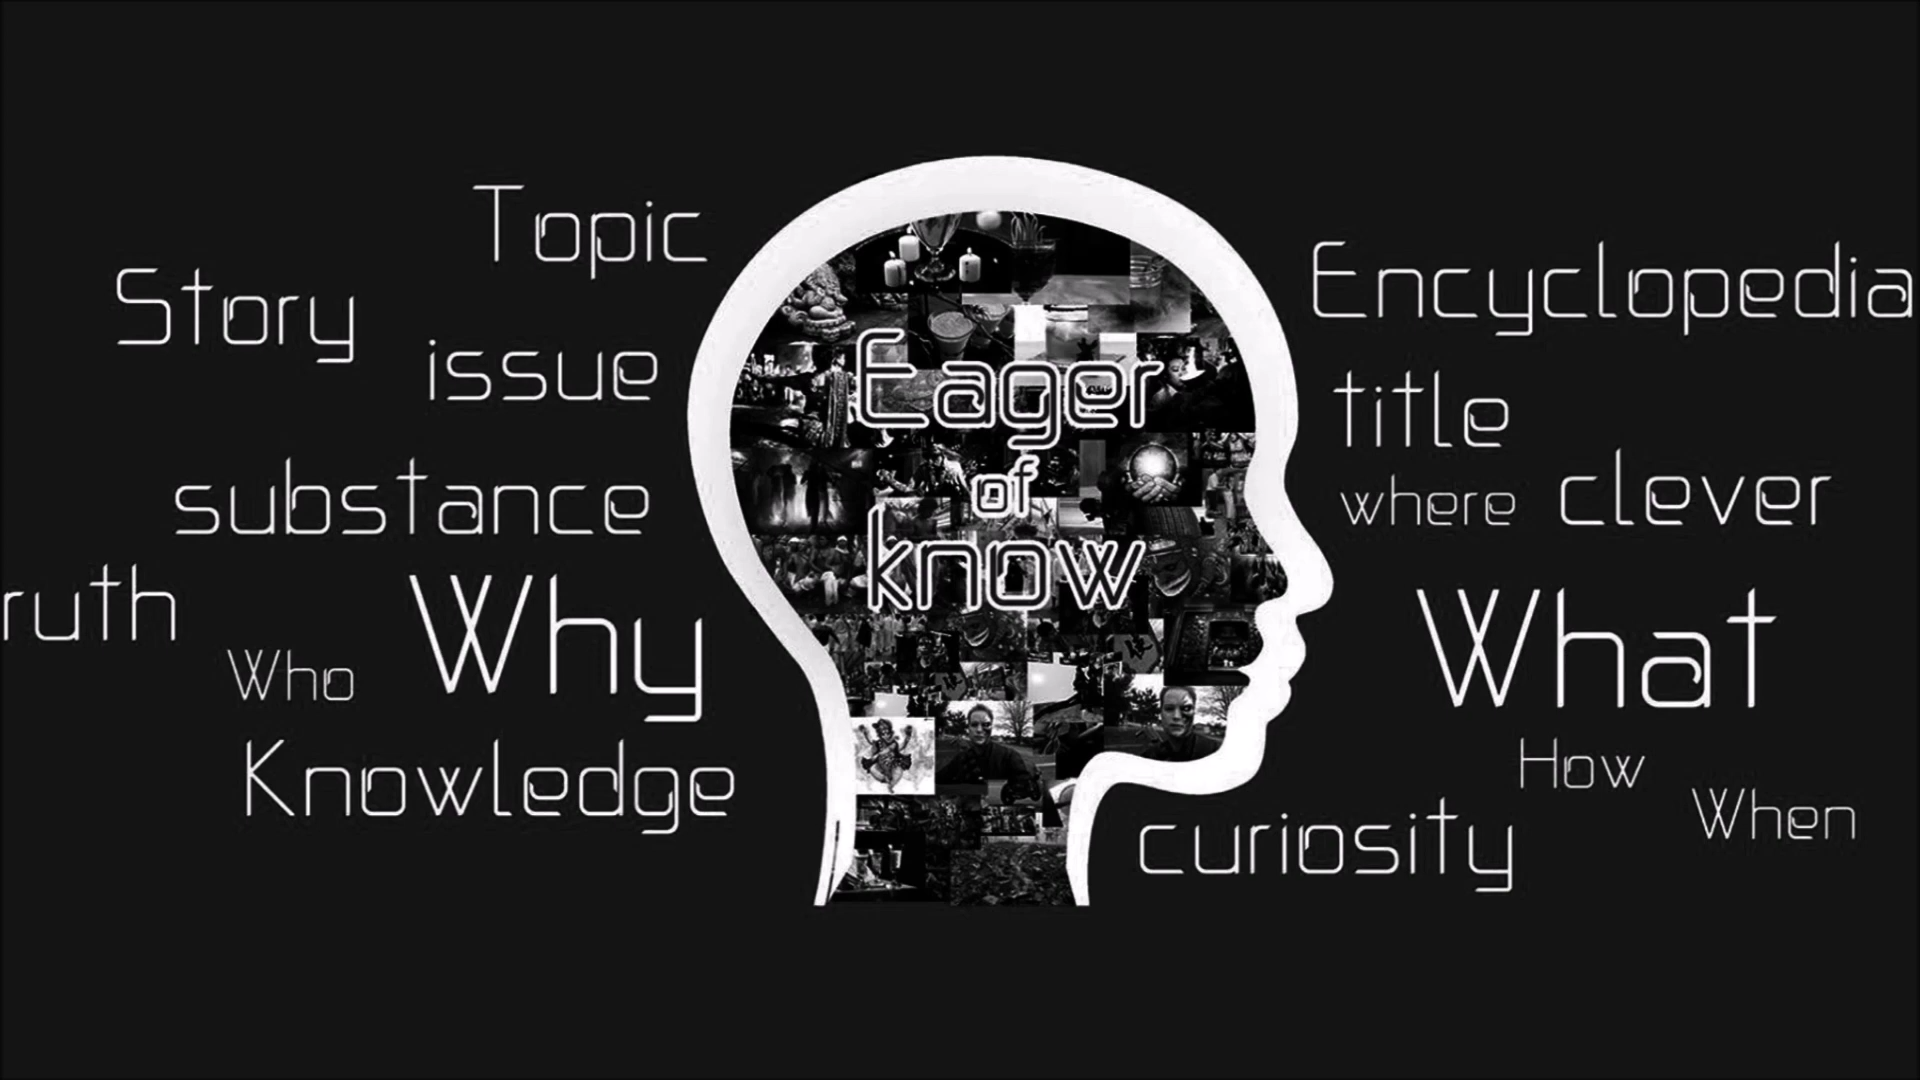 Topic
Story
issue
substance
ruth
Who
Why
Knowledge
Eager
of
know
Encyclopedia
title
where
clever
What
How
When
curiosity